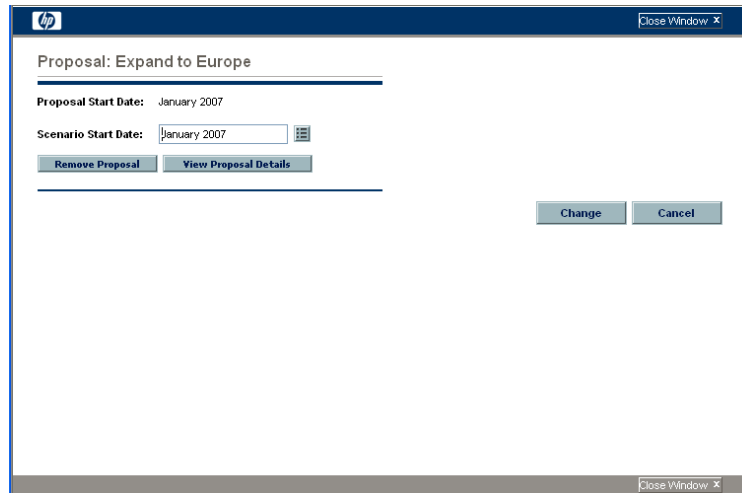 hp
Close Window x
Proposal: Expand to Europe
Proposal Start Date: January 2007
Scenario Start Date: January 2007
Remove Proposal View Proposal Details
Change Cancel
Close Window x